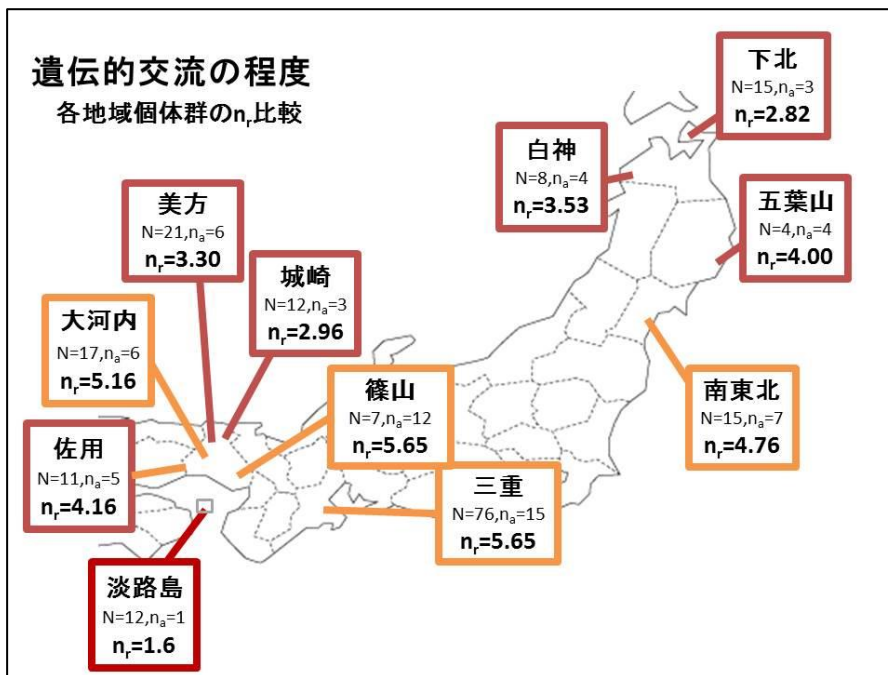 遺伝的交流の程度
各地域個体群のnᵣ比較
下北
N=15,nₐ=3
nᵣ=2.82
白神
N=8,nₐ=4
nᵣ=3.53
五葉山
N=4,nₐ=4
nᵣ=4.00
美方
N=21,nₐ=6
nᵣ=3.30
城崎
N=12,nₐ=3
nᵣ=2.96
大河内
N=17,nₐ=6
nᵣ=5.16
篠山
N=7,nₐ=12
nᵣ=5.65
南東北
N=15,nₐ=7
nᵣ=4.76
佐用
N=11,nₐ=5
nᵣ=4.16
三重
N=76,nₐ=15
nᵣ=5.65
淡路島
N=12,nₐ=1
nᵣ=1.6